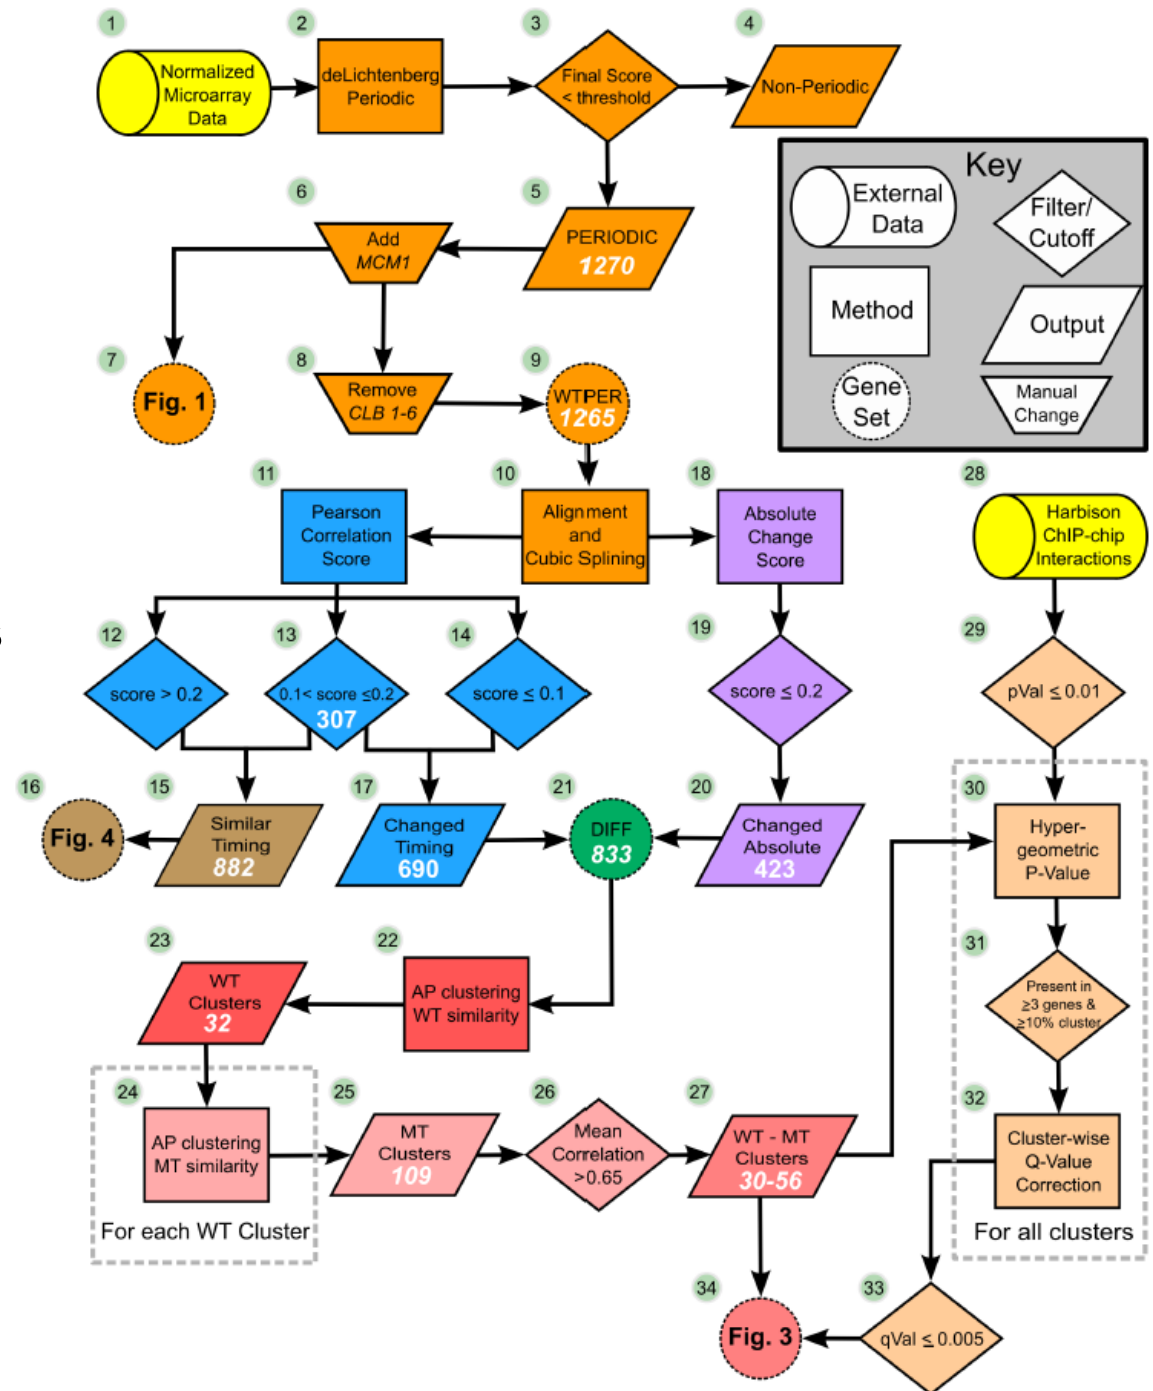 1
2
3
4
Normalized
Microarray
Data
deLichtenberg
Periodic
Final Score
< threshold
Non-Periodic
Key
External
Data
Filter/
Cutoff
Method
Output
Gene
Set
Manual
Change
6
5
Add
MCM1
PERIODIC
1270
7
8
9
Fig. 1
Remove
CLB 1-6
WTPER
1265
11
10
18
28
Pearson
Correlation
Score
Alignment
and
Cubic Splining
Absolute
Change
Score
Harbison
ChIP-chip
Interactions
12
13
14
19
29
score > 0.2
0.1< score ≤0.2
307
score ≤ 0.1
score ≤ 0.2
pVal ≤ 0.01
16
15
17
21
20
30
Fig. 4
Similar
Timing
882
Changed
Timing
690
DIFF
833
Changed
Absolute
423
Hyper-
geometric
P-Value
23
22
31
WT
Clusters
32
AP clustering
WT similarity
Present in
≥3 genes &
≥10% cluster
24
25
26
27
32
AP clustering
MT similarity
MT
Clusters
109
Mean
Correlation
>0.65
WT - MT
Clusters
30-56
Cluster-wise
Q-Value
Correction
For each WT Cluster
For all clusters
34
33
Fig. 3
qVal ≤ 0.005